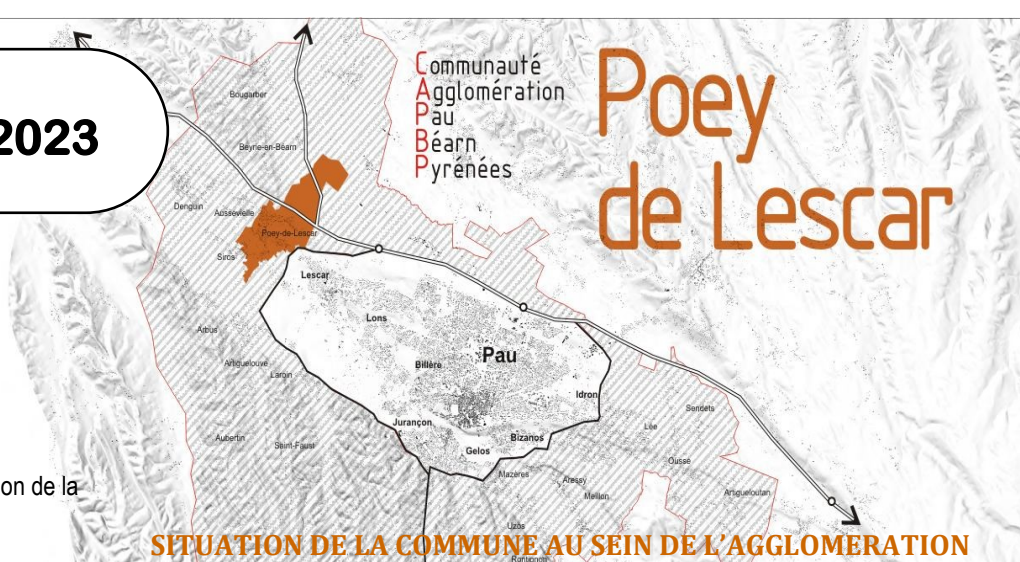 2023
Communauté
Agglomération
Pau
Béarn
Pyrénées
Poey
de Lescar
Bougarber
Beyrie-en-Béarn
Denguin
Aussevielle
Poey-de-Lescar
Siros
Lescar
Lons
Arbus
Pau
Artiguelouve
Billère
Laroin
Idron
Sendets
Jurançon
Lée
Aubertin
Saint-Faust
Bizanos
Gelos
Ousse
Mazères
Aressy
on de la
Meillon
Artigueloutan
Uzos
SITUATION DE LA COMMUNE AU SEIN DE L'AGGLOMERATION
Rontignon